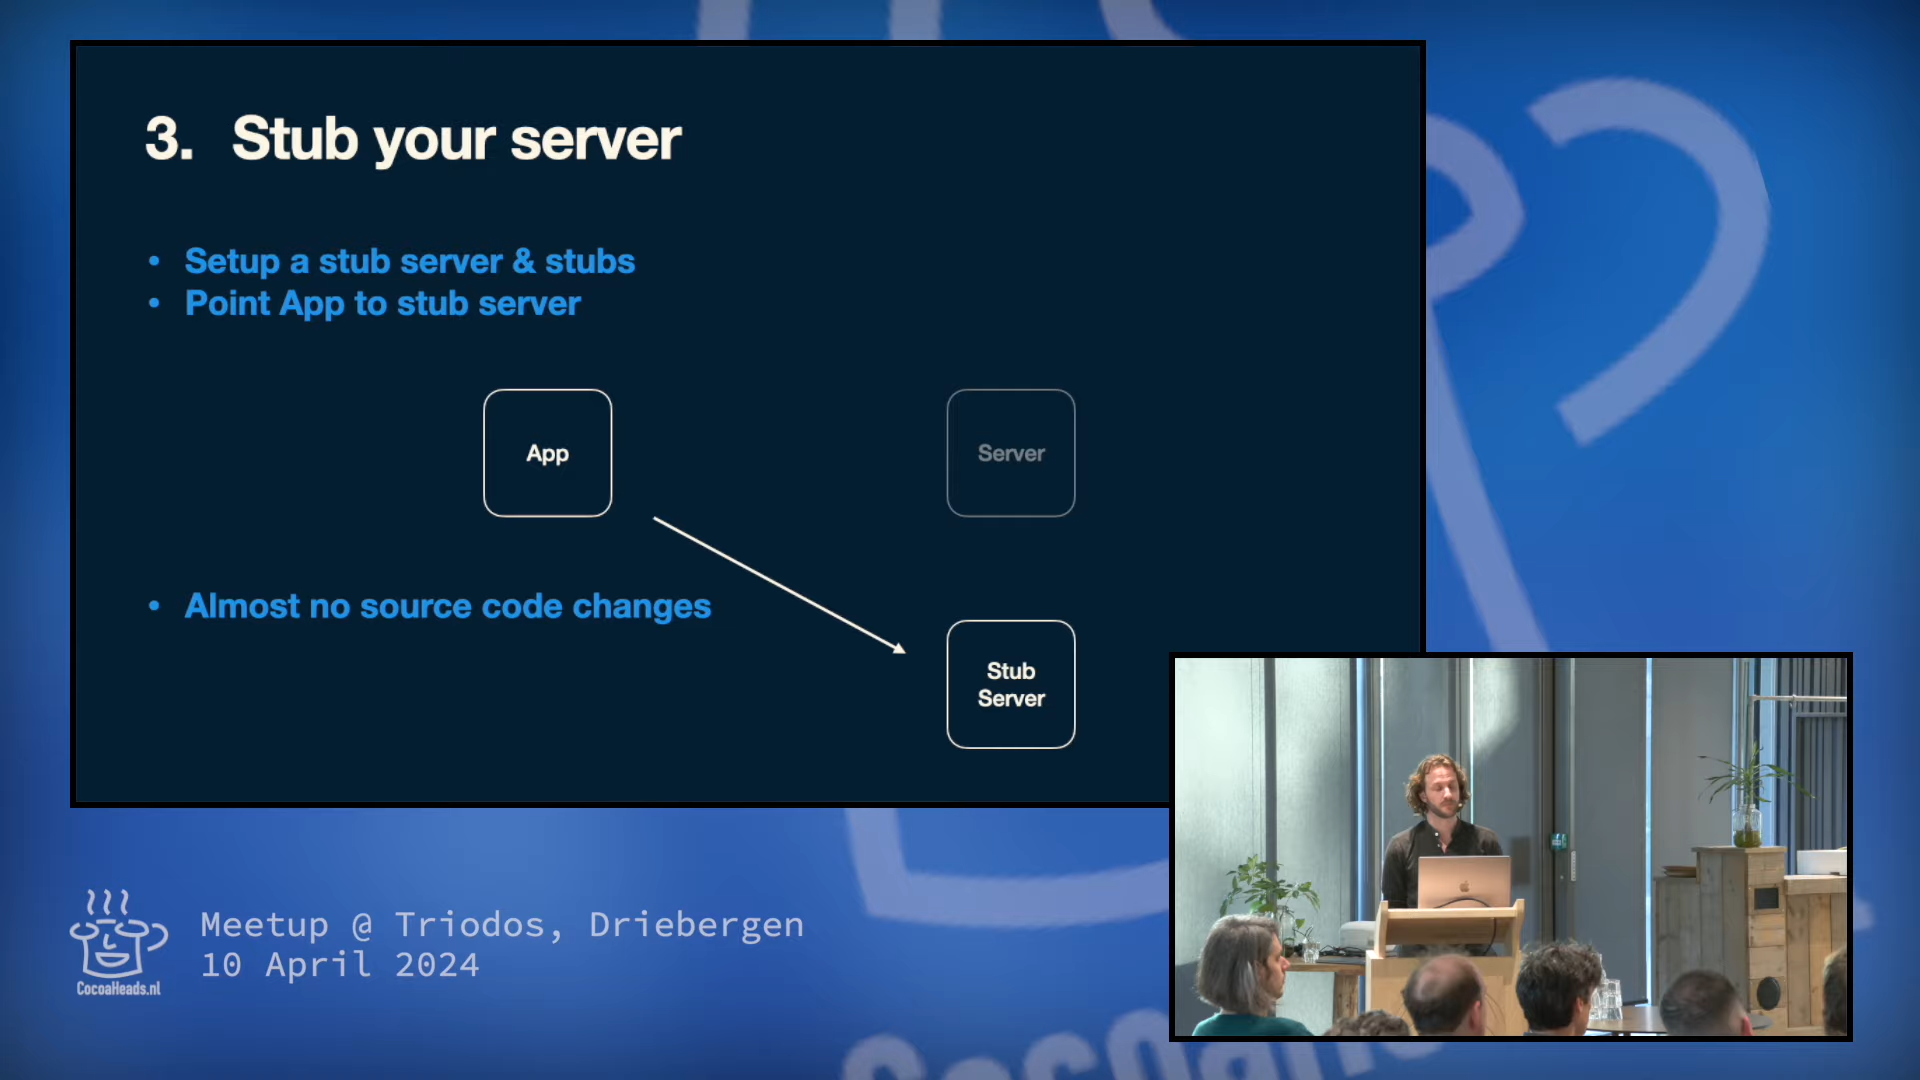 3. Stub your server
• Setup a stub server & stubs
• Point App to stub server
App
Server
• Almost no source code changes
Stub
Server
Meetup @ Triodos, Driebergen
10 April 2024
CocoaHeads.nl